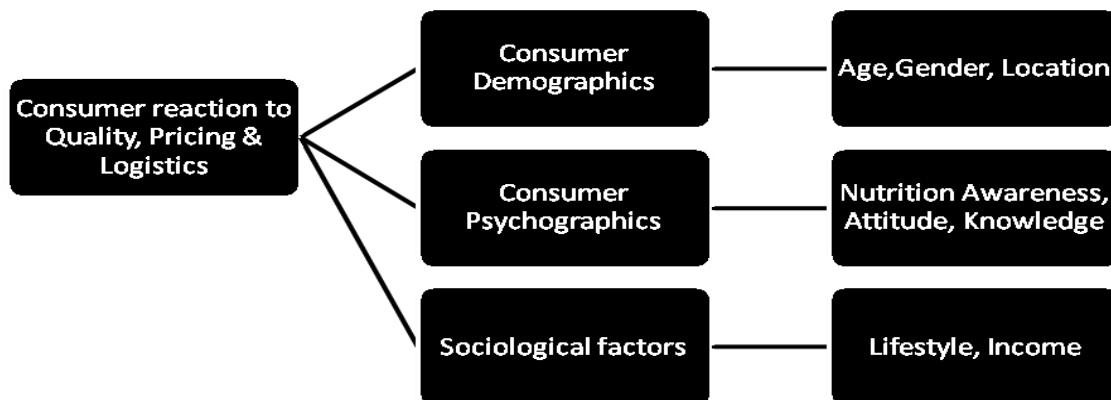 Consumer reaction to
Quality, Pricing &
Logistics
Consumer
Demographics
Age,Gender, Location
Consumer
Psychographics
Nutrition Awareness,
Attitude, Knowledge
Sociological factors
Lifestyle, Income